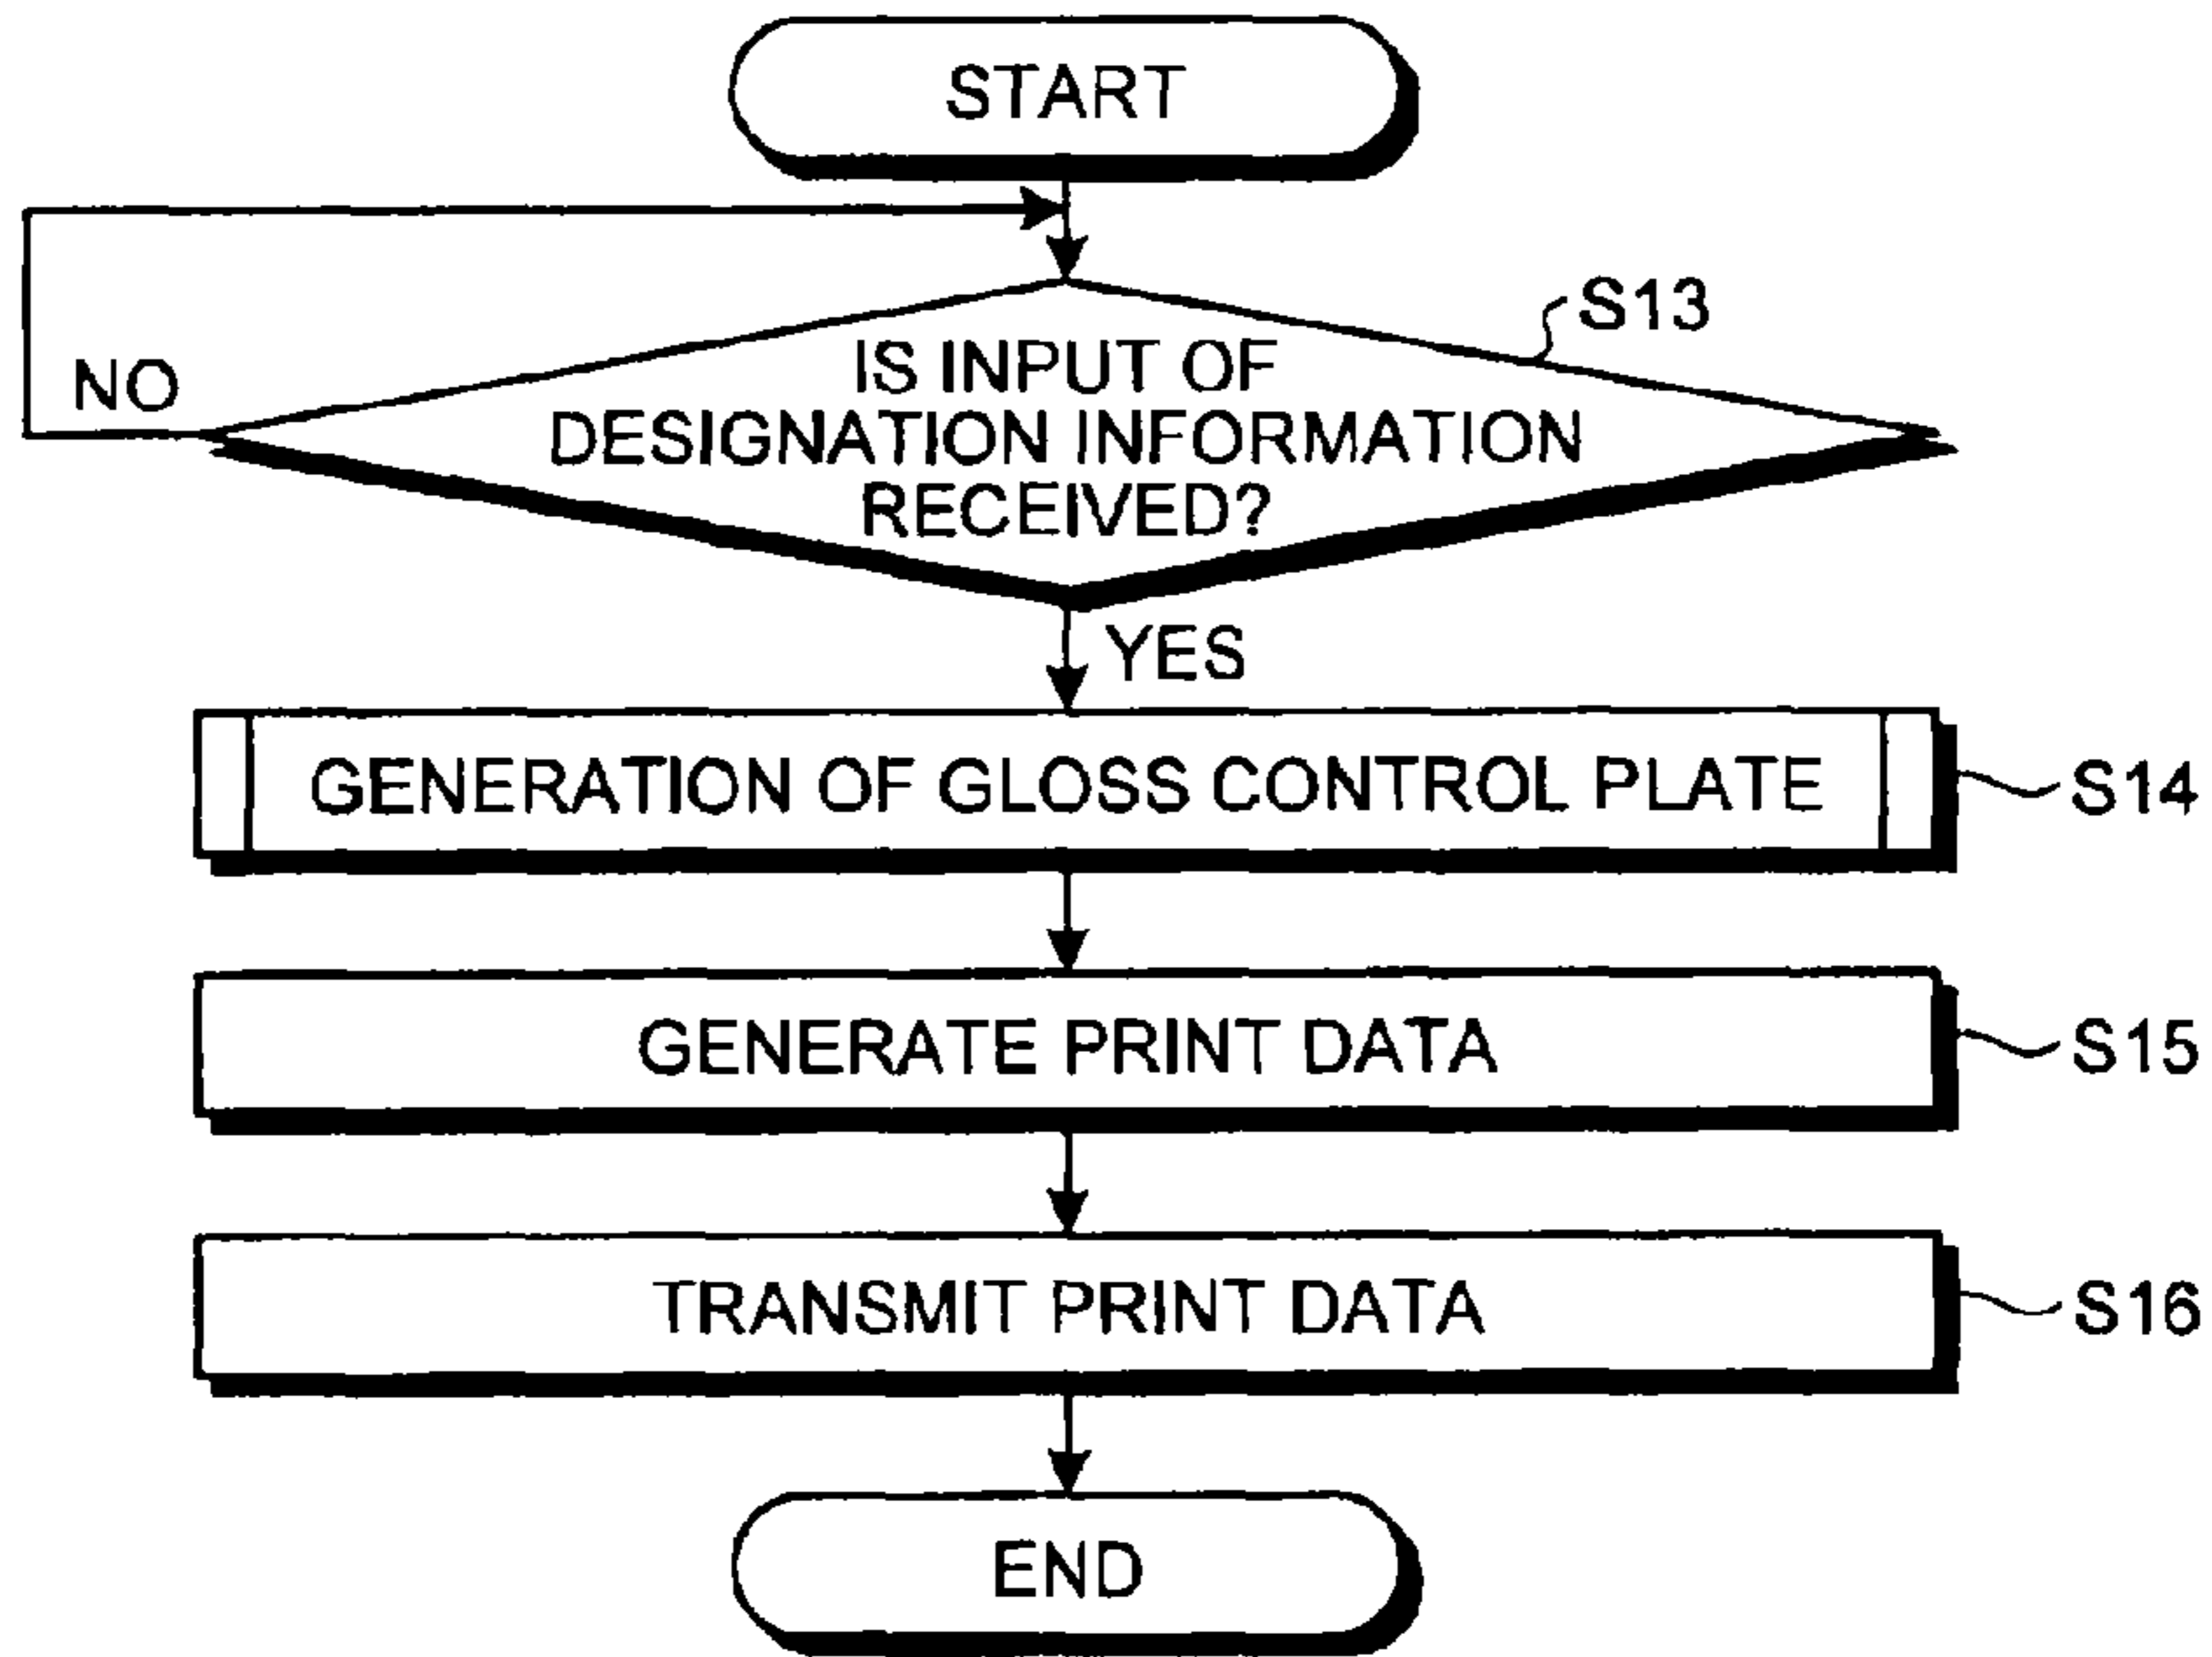 START
S13
IS INPUT OF
DESIGNATION INFORMATION
RECEIVED?
NO
YES
GENERATION OF GLOSS CONTROL PLATE
S14
GENERATE PRINT DATA
S15
TRANSMIT PRINT DATA
S16
END